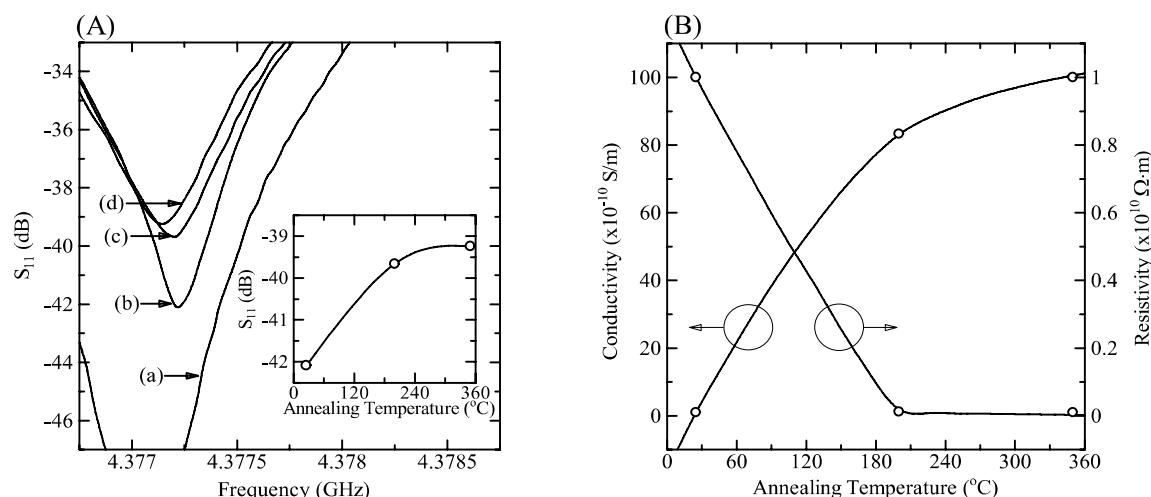 (A)
-34
-36
-38
-40
-42
-44
-46
S11 (dB)
(d)
(c)
(b)
(a)
-39
-40
-41
-42
S11 (dB)
0 120 240 360
Annealing Temperature (°C)
4.377 4.3775 4.378 4.3785
Frequency (GHz)
(B)
100
80
60
40
20
0
Conductivity (x10^-10 S/m)
1
0.8
0.6
0.4
0.2
0
Resistivity (x10^10 Ω·m)
0 60 120 180 240 300 360
Annealing Temperature (°C)